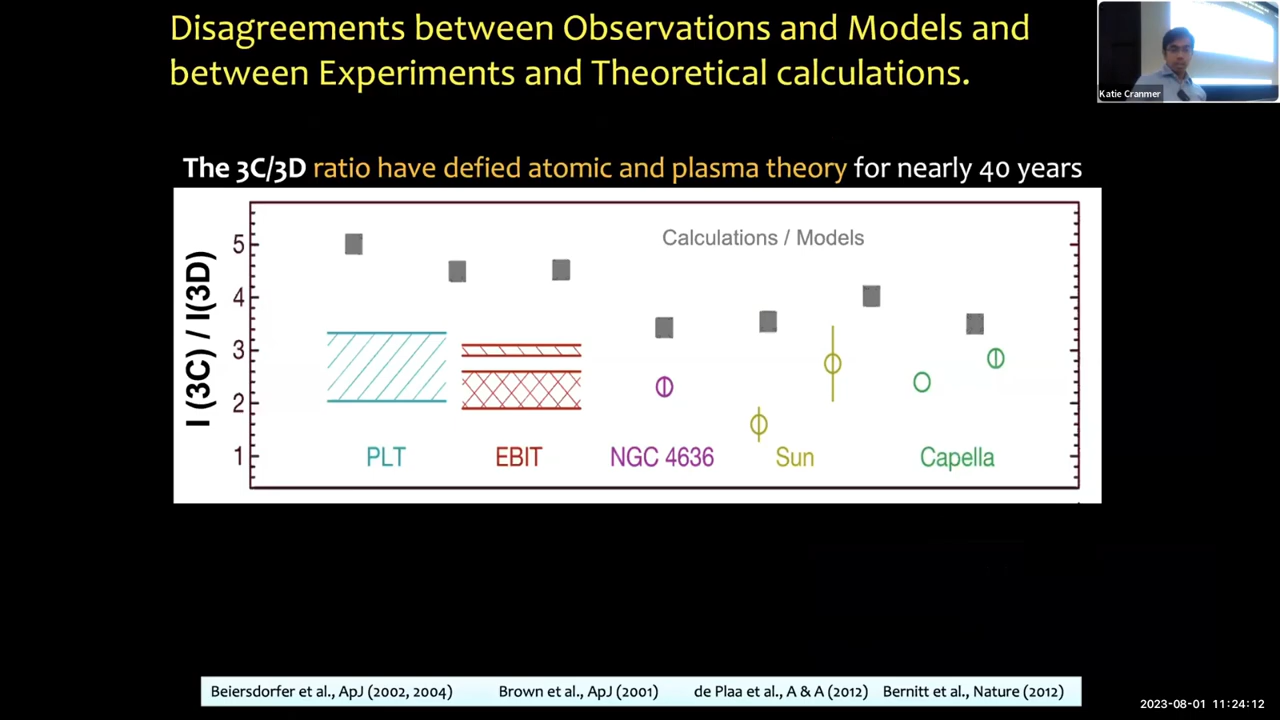 Disagreements between Observations and Models and
between Experiments and Theoretical calculations.
Katie Cranmer
The 3C/3D ratio have defied atomic and plasma theory for nearly 40 years
I (3C) / I(3D)
5
4
3
2
1
Calculations / Models
PLT
EBIT
NGC 4636
Sun
Capella
Beiersdorfer et al., ApJ (2002, 2004) Brown et al., ApJ (2001) de Plaa et al., A & A (2012) Bernitt et al., Nature (2012)
2023-08-01 11:24:12